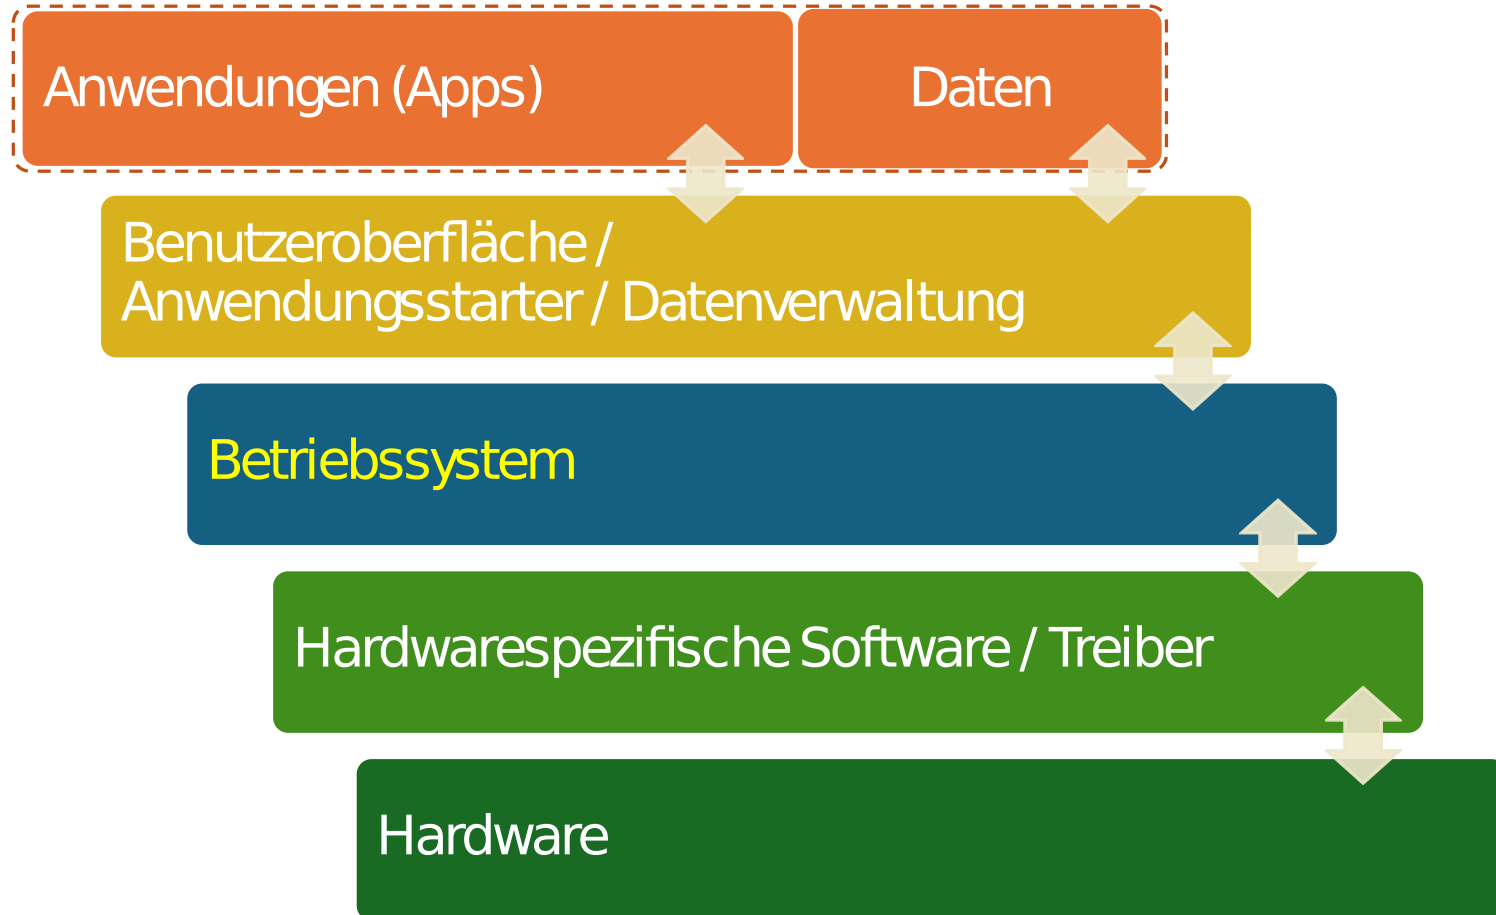 Anwendungen (Apps)
Daten
Benutzeroberfläche /
Anwendungsstarter / Datenverwaltung
Betriebssystem
Hardwarespezifische Software / Treiber
Hardware